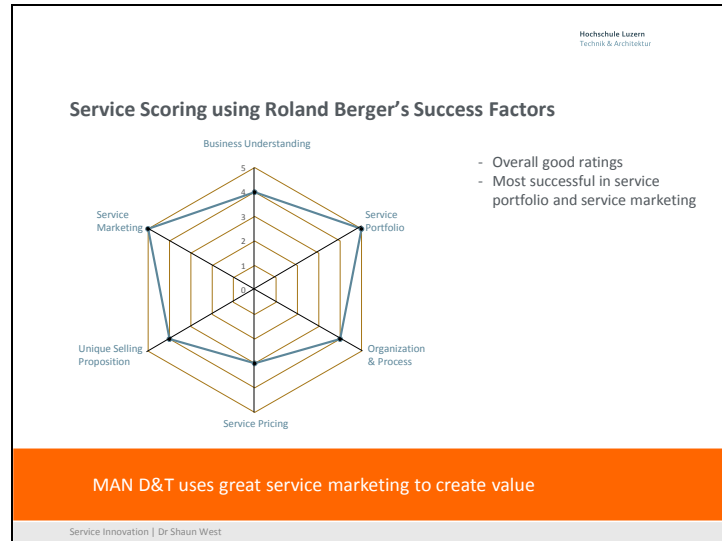 Hochschule Luzern
Technik & Architektur
Service Scoring using Roland Berger's Success Factors
Business Understanding
5
4
3
2
1
0
Service
Marketing
Service
Portfolio
Unique Selling
Proposition
Organization
& Process
Service Pricing
- Overall good ratings
- Most successful in service
portfolio and service marketing
MAN D&T uses great service marketing to create value
Service Innovation | Dr Shaun West